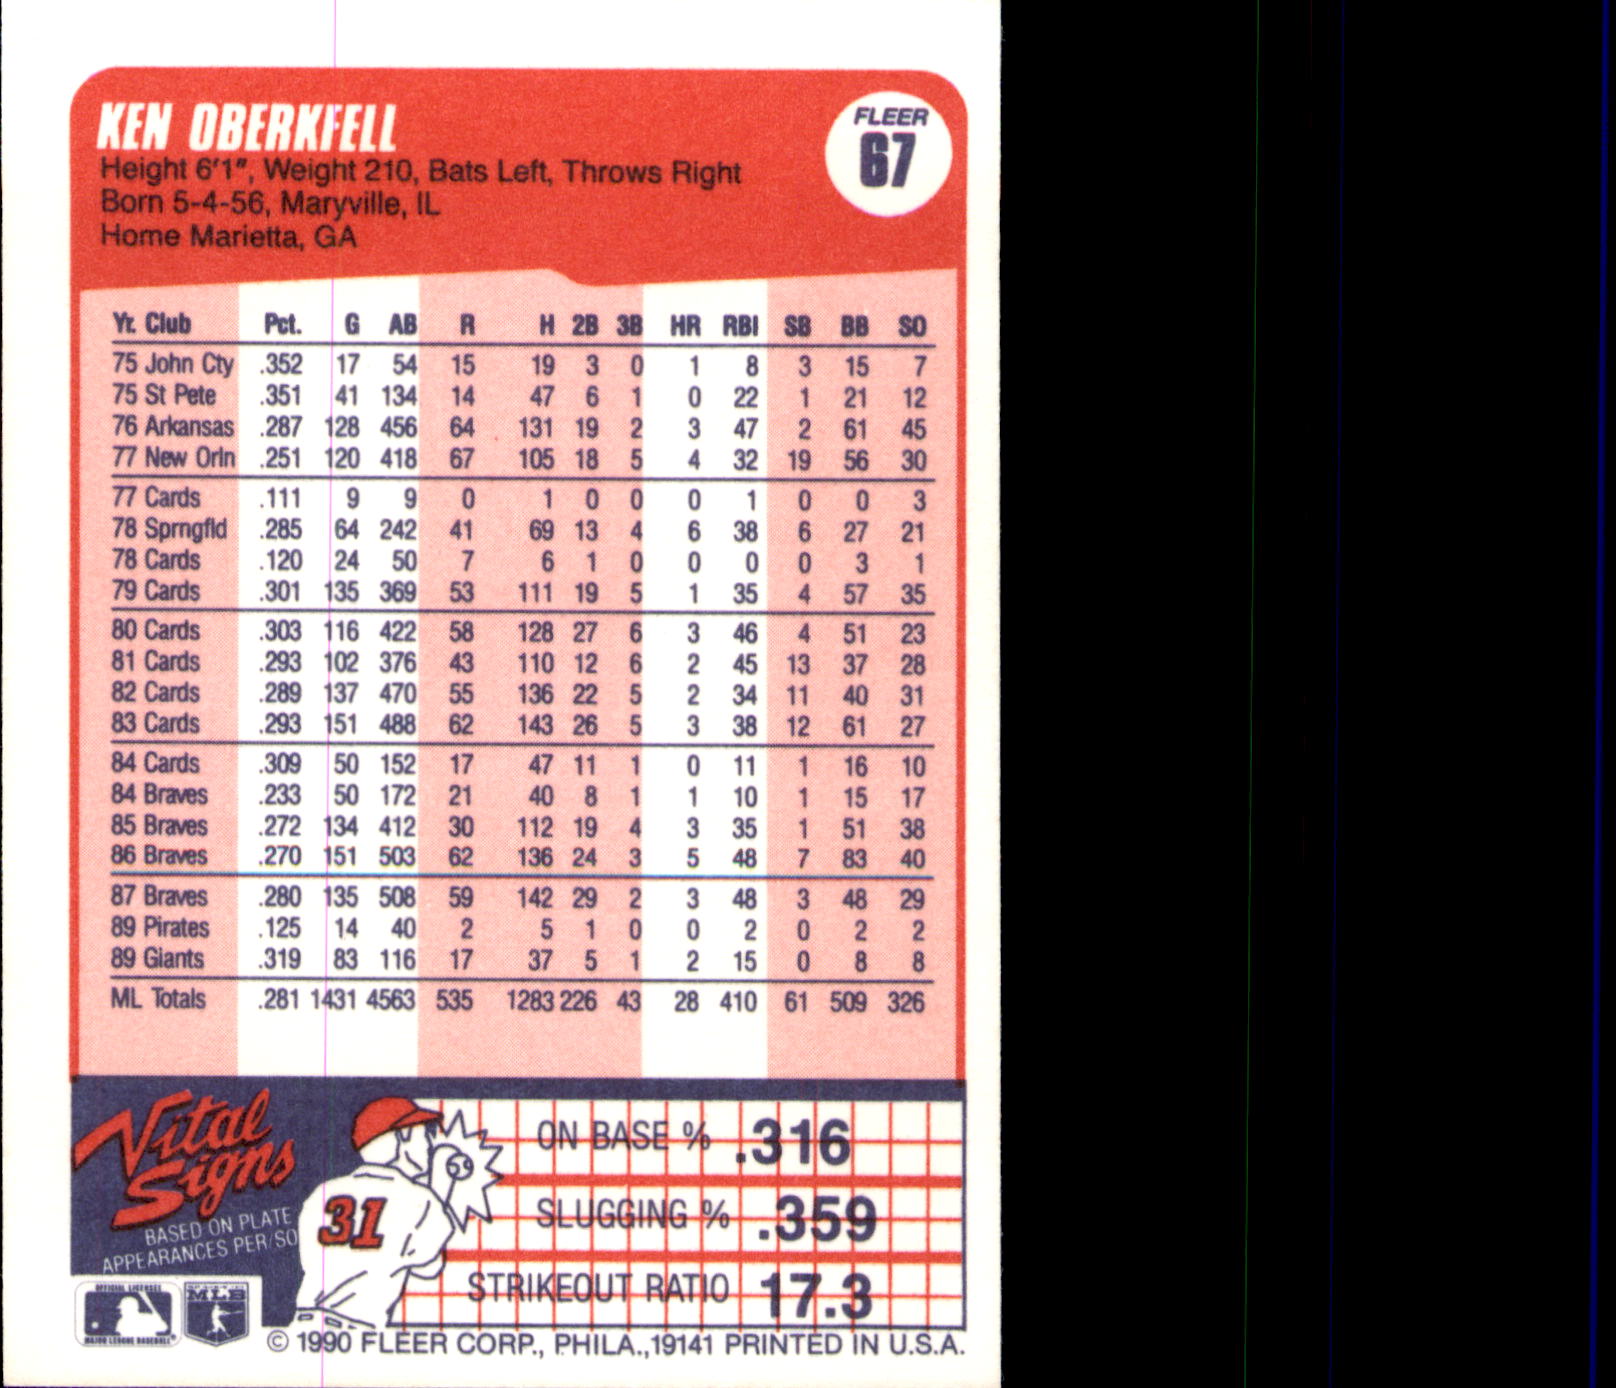 KEN OBERKFELL
FLEER
67
Height 6'1", Weight 210, Bats Left, Throws Right
Born 5-4-56, Maryville, IL
Home Marietta, GA
Yr. Club Pct. G AB R H 2B 3B HR RBI SB BB SO
75 John Cty .352 17 54 15 19 3 0 1 8 3 15 7
75 St Pete .351 41 134 14 47 6 1 0 22 1 21 12
76 Arkansas .287 128 456 64 131 19 2 3 47 2 61 45
77 New Orln .251 120 418 67 105 18 5 4 32 19 56 30
77 Cards .111 9 9 0 1 0 0 0 1 0 0 3
78 Sprngfld .285 64 242 41 69 13 4 6 38 6 27 21
78 Cards .120 24 50 7 6 1 0 0 0 0 3 1
79 Cards .301 135 369 53 111 19 5 1 35 4 57 35
80 Cards .303 116 422 58 128 27 6 3 46 4 51 23
81 Cards .293 102 376 43 110 12 6 2 45 13 37 28
82 Cards .289 137 470 55 136 22 5 2 34 11 40 31
83 Cards .293 151 488 62 143 26 5 3 38 12 61 27
84 Cards .309 50 152 17 47 11 1 0 11 1 16 10
84 Braves .233 50 172 21 40 8 1 1 10 1 15 17
85 Braves .272 134 412 30 112 19 4 3 35 1 51 38
86 Braves .270 151 503 62 136 24 3 5 48 7 83 40
87 Braves .280 135 508 59 142 29 2 3 48 3 48 29
89 Pirates .125 14 40 2 5 1 0 0 2 0 2 2
89 Giants .319 83 116 17 37 5 1 2 15 0 8 8
ML Totals .281 1431 4563 535 1283 226 43 28 410 61 509 326
Vital
Signs
BASED ON PLATE
APPEARANCES PER/SO
31
ON BASE % .316
SLUGGING % .359
STRIKEOUT RATIO 17.3
OFFICIAL LICENSEE
MAJOR LEAGUE BASEBALL
MLB
© 1990 FLEER CORP., PHILA.,19141 PRINTED IN U.S.A.